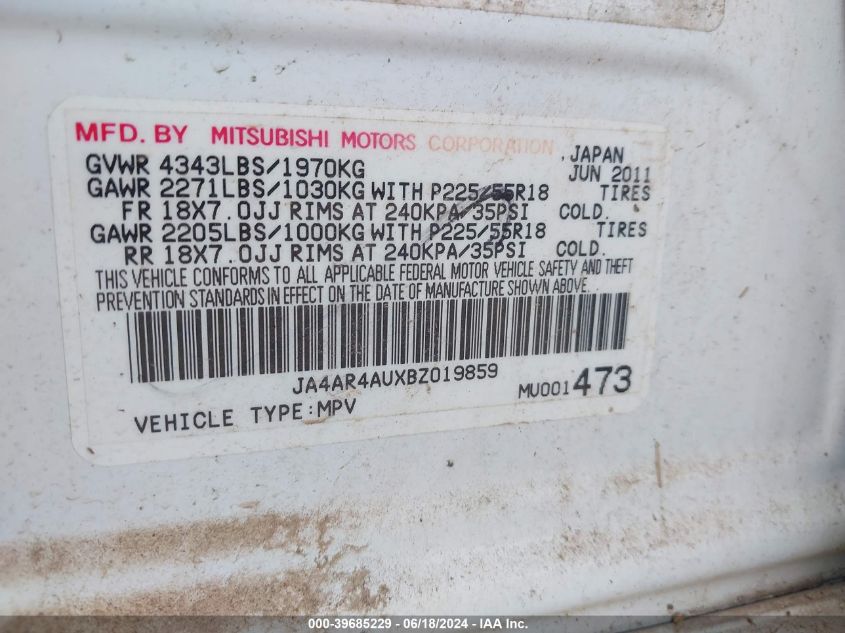 MFD. BY MITSUBISHI MOTORS CORPORATION, JAPAN
GVWR 4343LBS/1970KG JUN 2011
GAWR 2271LBS/1030KG WITH P225/55R18 TIRES
FR 18X7.0JJ RIMS AT 240KPA/35PSI COLD.
GAWR 2205LBS/1000KG WITH P225/55R18 TIRES
RR 18X7.0JJ RIMS AT 240KPA/35PSI COLD.
THIS VEHICLE CONFORMS TO ALL APPLICABLE FEDERAL MOTOR VEHICLE SAFETY AND THEFT
PREVENTION STANDARDS IN EFFECT ON THE DATE OF MANUFACTURE SHOWN ABOVE.
JA4AR4AUXBZ019859
MU001473
VEHICLE TYPE:MPV
000-39685229 - 06/18/2024 - IAA Inc.